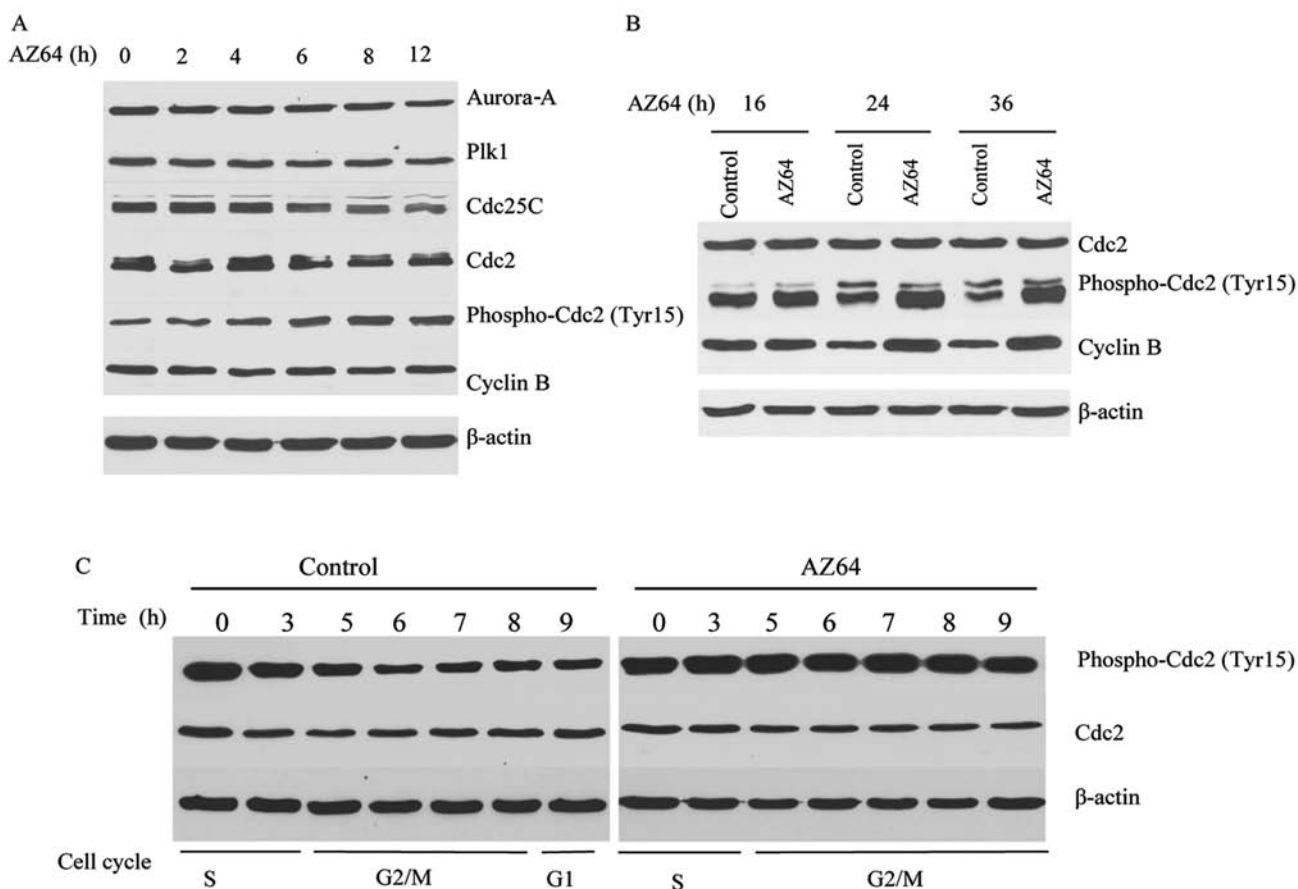 A
AZ64 (h) 0 2 4 6 8 12
Aurora-A
Plk1
Cdc25C
Cdc2
Phospho-Cdc2 (Tyr15)
Cyclin B
β-actin
B
AZ64 (h) 16 24 36
Control AZ64 Control AZ64 Control AZ64
Cdc2
Phospho-Cdc2 (Tyr15)
Cyclin B
β-actin
C
Control AZ64
Time (h) 0 3 5 6 7 8 9 0 3 5 6 7 8 9
Phospho-Cdc2 (Tyr15)
Cdc2
β-actin
Cell cycle S G2/M G1 S G2/M